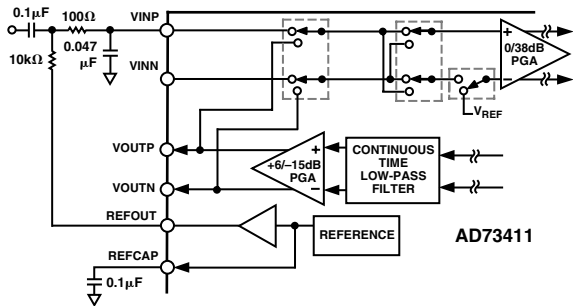 0.1µF
100Ω
VINP
10kΩ
0.047
µF
VINN
0/38dB
PGA
+
−
VREF
VOUTP
+6/–15dB
PGA
+
−
CONTINUOUS
TIME
LOW-PASS
FILTER
VOUTN
REFOUT
REFERENCE
AD73411
REFCAP
0.1µF